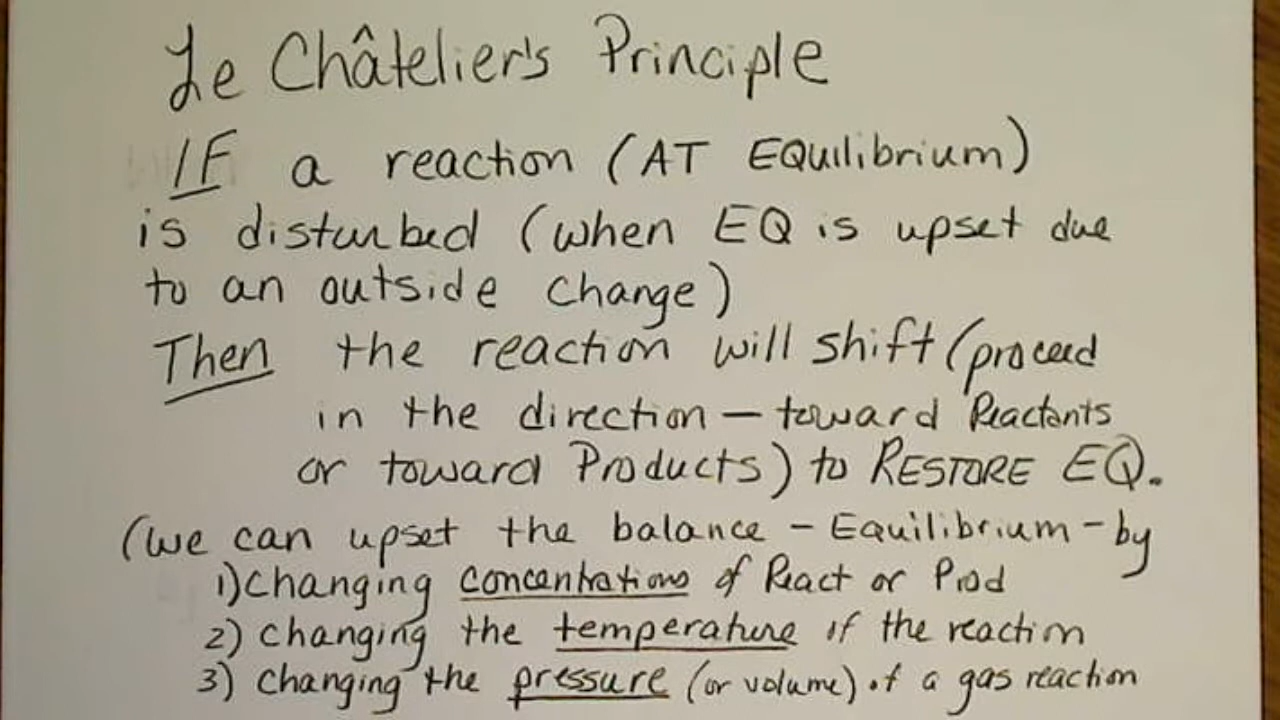 Le Châtelier's Principle
IF a reaction (AT EQuilibrium)
is disturbed (when EQ is upset due
to an outside change)
Then the reaction will shift (proceed
in the direction — toward Reactants
or toward Products) to RESTORE EQ.
(we can upset the balance - Equilibrium - by
1) changing concentrations of React or Prod
2) changing the temperature if the reaction
3) changing the pressure (or volume) of a gas reaction